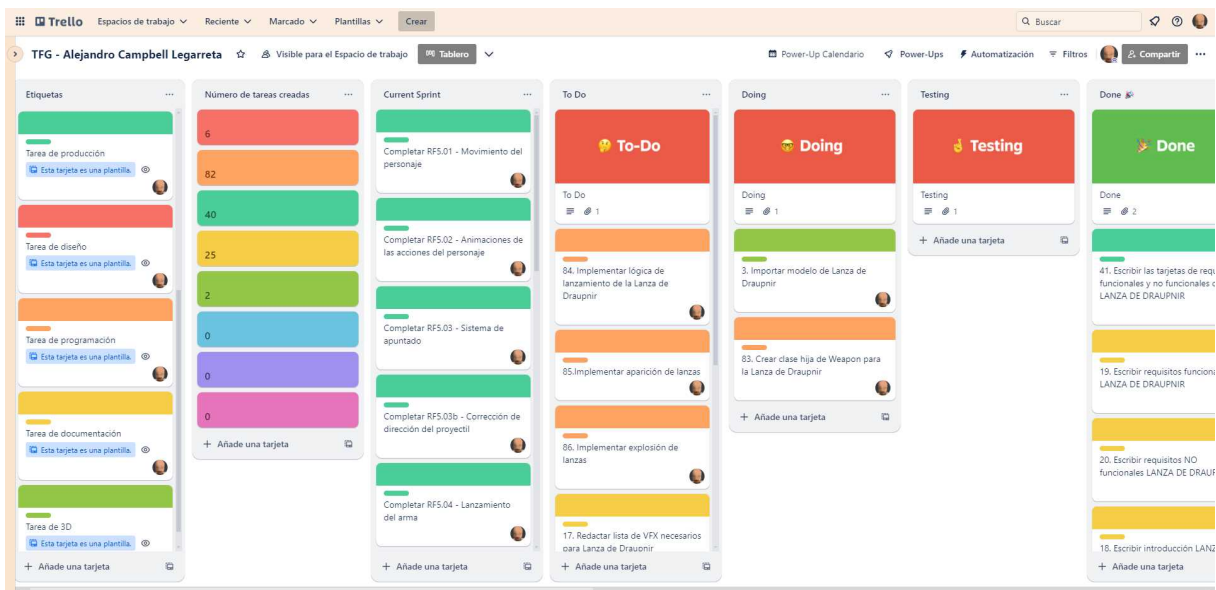 Trello
Espacios de trabajo
Reciente
Marcado
Plantillas
Crear
Buscar
TFG - Alejandro Campbell Legarreta
Visible para el Espacio de trabajo
Tablero
Power-Up Calendario
Power-Ups
Automatización
Filtros
Compartir
Etiquetas
Tarea de producción
Esta tarjeta es una plantilla.
Tarea de diseño
Esta tarjeta es una plantilla.
Tarea de programación
Esta tarjeta es una plantilla.
Tarea de documentación
Esta tarjeta es una plantilla.
Tarea de 3D
Esta tarjeta es una plantilla.
+ Añade una tarjeta
Número de tareas creadas
6
82
40
25
2
0
0
0
+ Añade una tarjeta
Current Sprint
Completar RF5.01 - Movimiento del
personaje
Completar RF5.02 - Animaciones de
las acciones del personaje
Completar RF5.03 - Sistema de
apuntado
Completar RF5.03b - Corrección de
dirección del proyectil
Completar RF5.04 - Lanzamiento
del arma
+ Añade una tarjeta
To Do
To-Do
To Do
1
84. Implementar lógica de
lanzamiento de la Lanza de
Draupnir
85.Implementar aparición de lanzas
86. Implementar explosión de
lanzas
17. Redactar lista de VFX necesarios
para Lanza de Draupnir
+ Añade una tarjeta
Doing
Doing
Doing
1
3. Importar modelo de Lanza de
Draupnir
83. Crear clase hija de Weapon para
la Lanza de Draupnir
+ Añade una tarjeta
Testing
Testing
Testing
1
+ Añade una tarjeta
Done
Done
Done
2
41. Escribir las tarjetas de requ
funcionales y no funcionales
LANZA DE DRAUPNIR
19. Escribir requisitos funciona
LANZA DE DRAUPNIR
20. Escribir requisitos NO
funcionales LANZA DE DRAUP
18. Escribir introducción LANZ
+ Añade una tarjeta